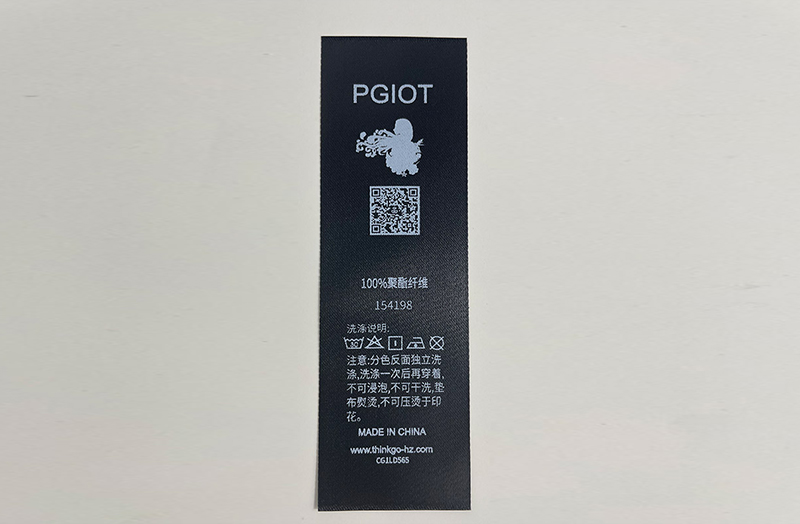 PGIOT
100%聚酯纤维
154198
洗涤说明:
30
注意:分色反面独立洗
涤,洗涤一次后再穿着,
不可浸泡,不可干洗,垫
布熨烫,不可压烫于印
花。
MADE IN CHINA
www.thinkgo-hz.com
CG1LD565